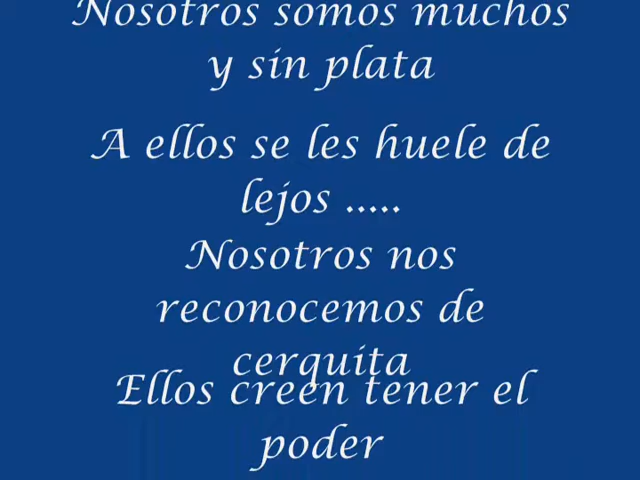 Nosotros somos muchos
y sin plata
A ellos se les huele de
lejos .....
Nosotros nos
reconocemos de
cerquita
Ellos creen tener el
poder